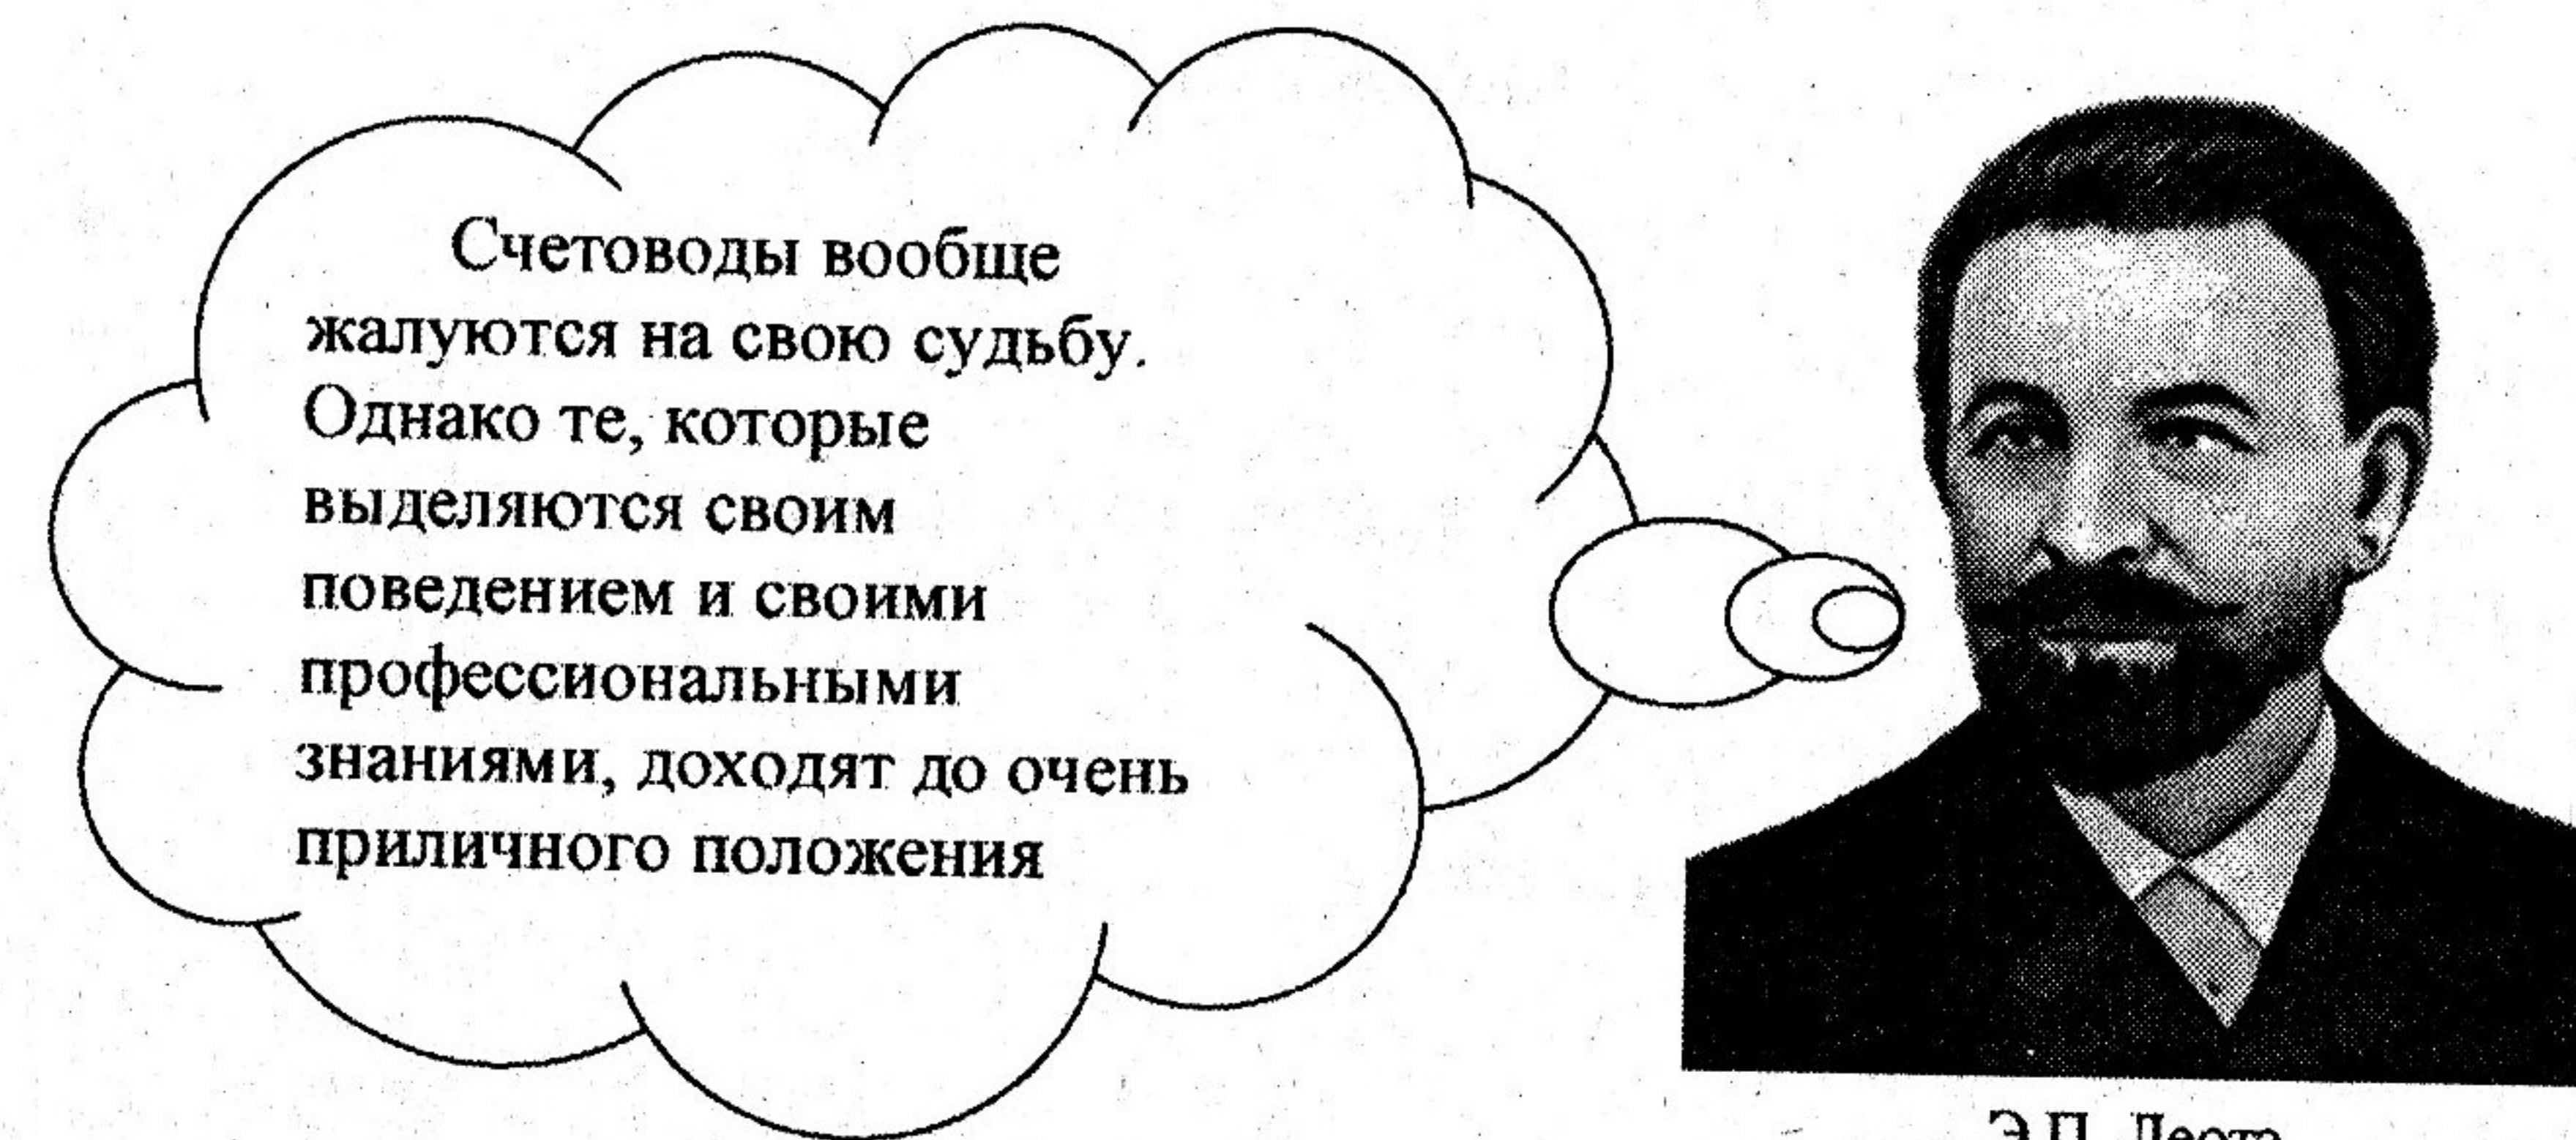 Счетоводы вообще
жалуются на свою судьбу.
Однако те, которые
выделяются своим
поведением и своими
профессиональными
знаниями, доходят до очень
приличного положения
Э.П. Леоте